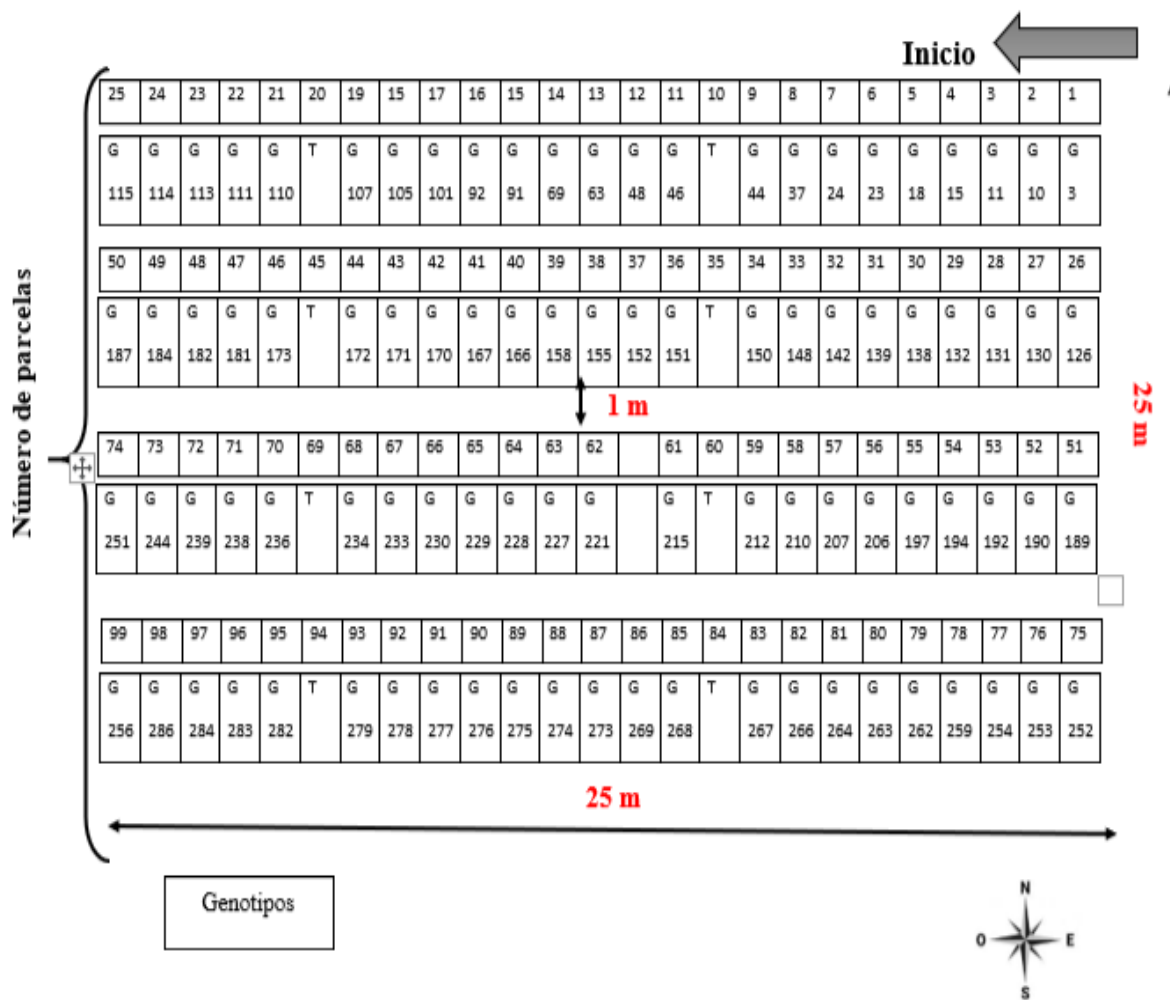 Inicio
25 24 23 22 21 20 19 15 17 16 15 14 13 12 11 10 9 8 7 6 5 4 3 2 1
G G G G G T G G G G G G G G G T G G G G G G G G G
115 114 113 111 110 107 105 101 92 91 69 63 48 46 44 37 24 23 18 15 11 10 3
50 49 48 47 46 45 44 43 42 41 40 39 38 37 36 35 34 33 32 31 30 29 28 27 26
G G G G G T G G G G G G G G G T G G G G G G G G G
187 184 182 181 173 172 171 170 167 166 158 155 152 151 150 148 142 139 138 132 131 130 126
1 m
74 73 72 71 70 69 68 67 66 65 64 63 62 61 60 59 58 57 56 55 54 53 52 51
G G G G G T G G G G G G G G T G G G G G G G G G
251 244 239 238 236 234 233 230 229 228 227 221 215 212 210 207 206 197 194 192 190 189
99 98 97 96 95 94 93 92 91 90 89 88 87 86 85 84 83 82 81 80 79 78 77 76 75
G G G G G T G G G G G G G G G T G G G G G G G G G
256 286 284 283 282 279 278 277 276 275 274 273 269 268 267 266 264 263 262 259 254 253 252
25 m
Número de parcelas
25 m
Genotipos
N
O E
S